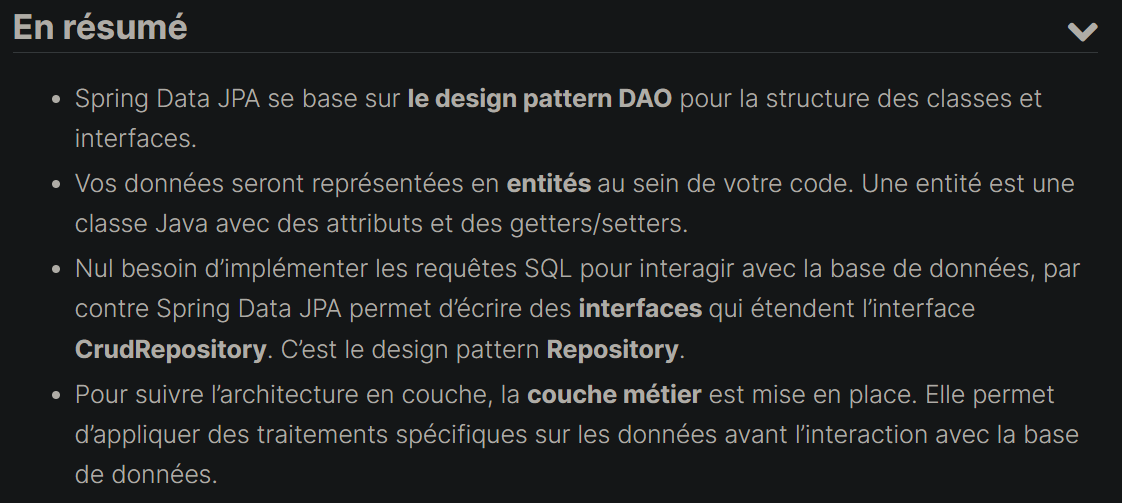 En résumé
• Spring Data JPA se base sur le design pattern DAO pour la structure des classes et
interfaces.
• Vos données seront représentées en entités au sein de votre code. Une entité est une
classe Java avec des attributs et des getters/setters.
• Nul besoin d’implémenter les requêtes SQL pour interagir avec la base de données, par
contre Spring Data JPA permet d’écrire des interfaces qui étendent l’interface
CrudRepository. C’est le design pattern Repository.
• Pour suivre l’architecture en couche, la couche métier est mise en place. Elle permet
d’appliquer des traitements spécifiques sur les données avant l’interaction avec la base
de données.